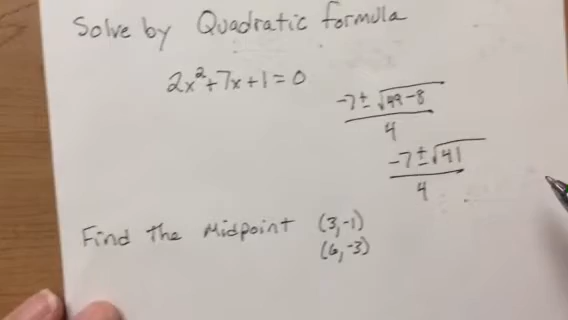 Solve by Quadratic formula
2x²+7x+1=0
-7±√49-8
4
-7±√41
4
Find the Midpoint (3,-1)
(6,-3)